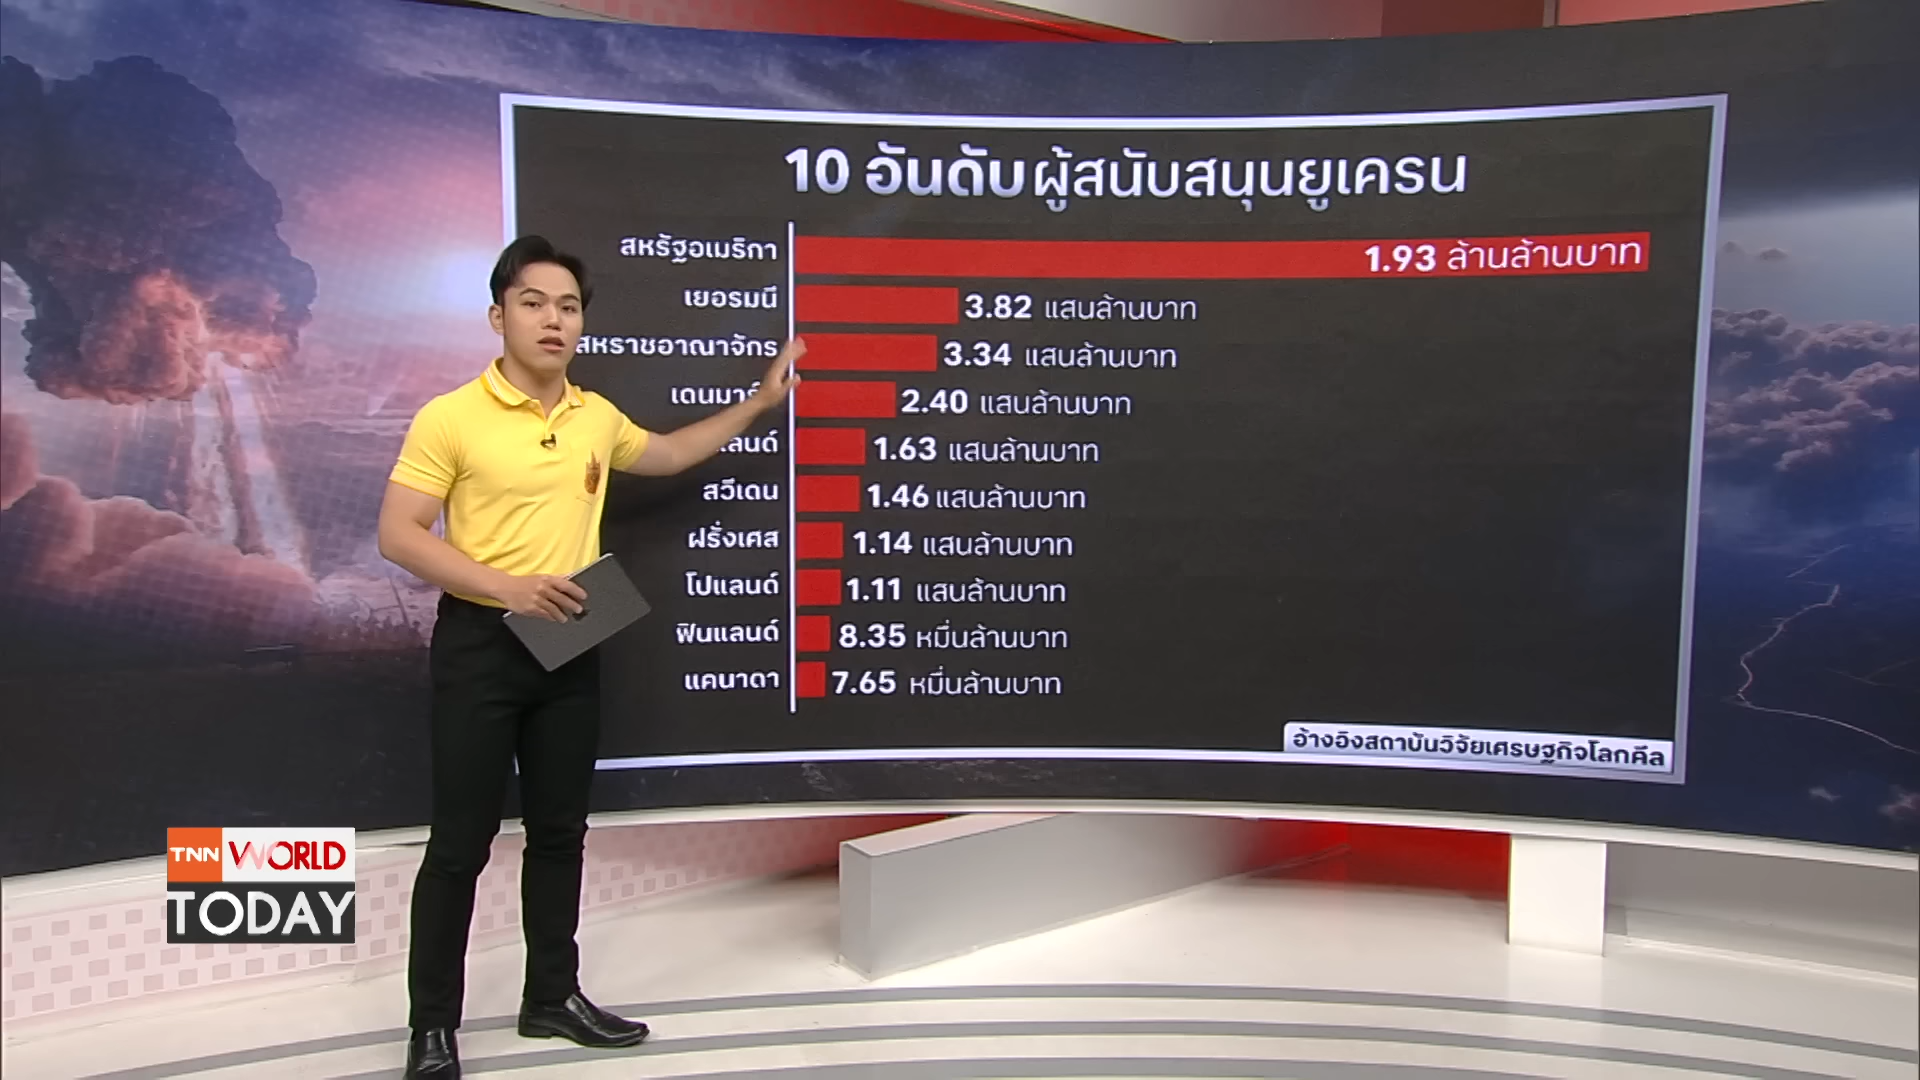 10 อันดับผู้สนับสนุนยูเครน
สหรัฐอเมริกา 1.93 ล้านล้านบาท
เยอรมนี 3.82 แสนล้านบาท
สหราชอาณาจักร 3.34 แสนล้านบาท
2.40 แสนล้านบาท
1.63 แสนล้านบาท
สวีเดน 1.46 แสนล้านบาท
ฝรั่งเศส 1.14 แสนล้านบาท
โปแลนด์ 1.11 แสนล้านบาท
ฟินแลนด์ 8.35 หมื่นล้านบาท
แคนาดา 7.65 หมื่นล้านบาท
อ้างอิงสถาบันวิจัยเศรษฐกิจโลกคีล
TNN WORLD
TODAY